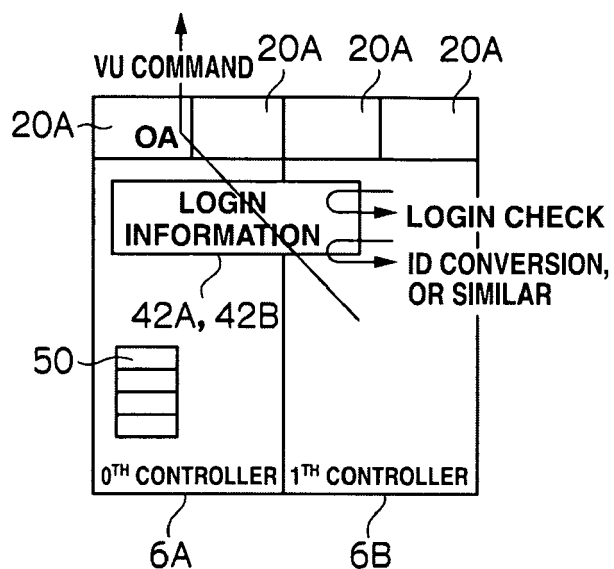 VU COMMAND
20A
20A
20A
20A
OA
LOGIN
INFORMATION
LOGIN CHECK
ID CONVERSION,
OR SIMILAR
42A, 42B
50
0TH CONTROLLER
1TH CONTROLLER
6A
6B